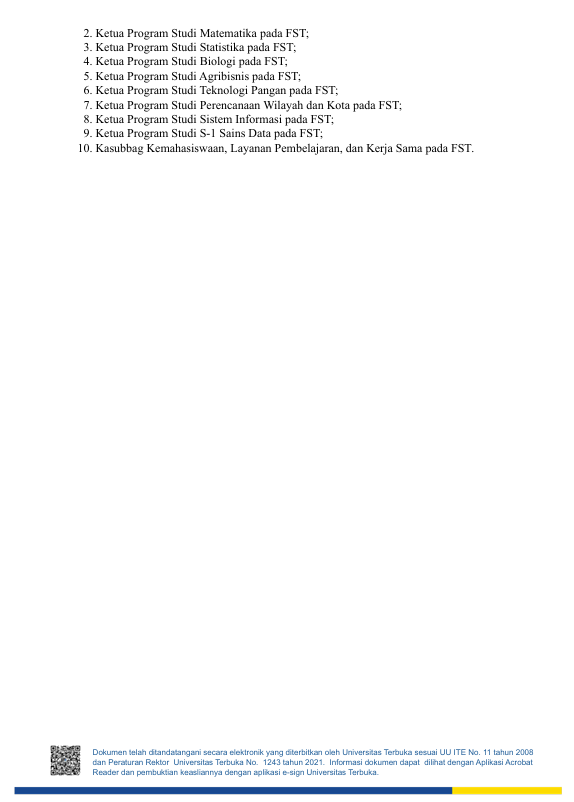 2. Ketua Program Studi Matematika pada FST;
3. Ketua Program Studi Statistika pada FST;
4. Ketua Program Studi Biologi pada FST;
5. Ketua Program Studi Agribisnis pada FST;
6. Ketua Program Studi Teknologi Pangan pada FST;
7. Ketua Program Studi Perencanaan Wilayah dan Kota pada FST;
8. Ketua Program Studi Sistem Informasi pada FST;
9. Ketua Program Studi S-1 Sains Data pada FST;
10. Kasubbag Kemahasiswaan, Layanan Pembelajaran, dan Kerja Sama pada FST.
Dokumen telah ditandatangani secara elektronik yang diterbitkan oleh Universitas Terbuka sesuai UU ITE No. 11 tahun 2008
dan Peraturan Rektor Universitas Terbuka No. 1243 tahun 2021. Informasi dokumen dapat dilihat dengan Aplikasi Acrobat
Reader dan pembuktian keasliannya dengan aplikasi e-sign Universitas Terbuka.